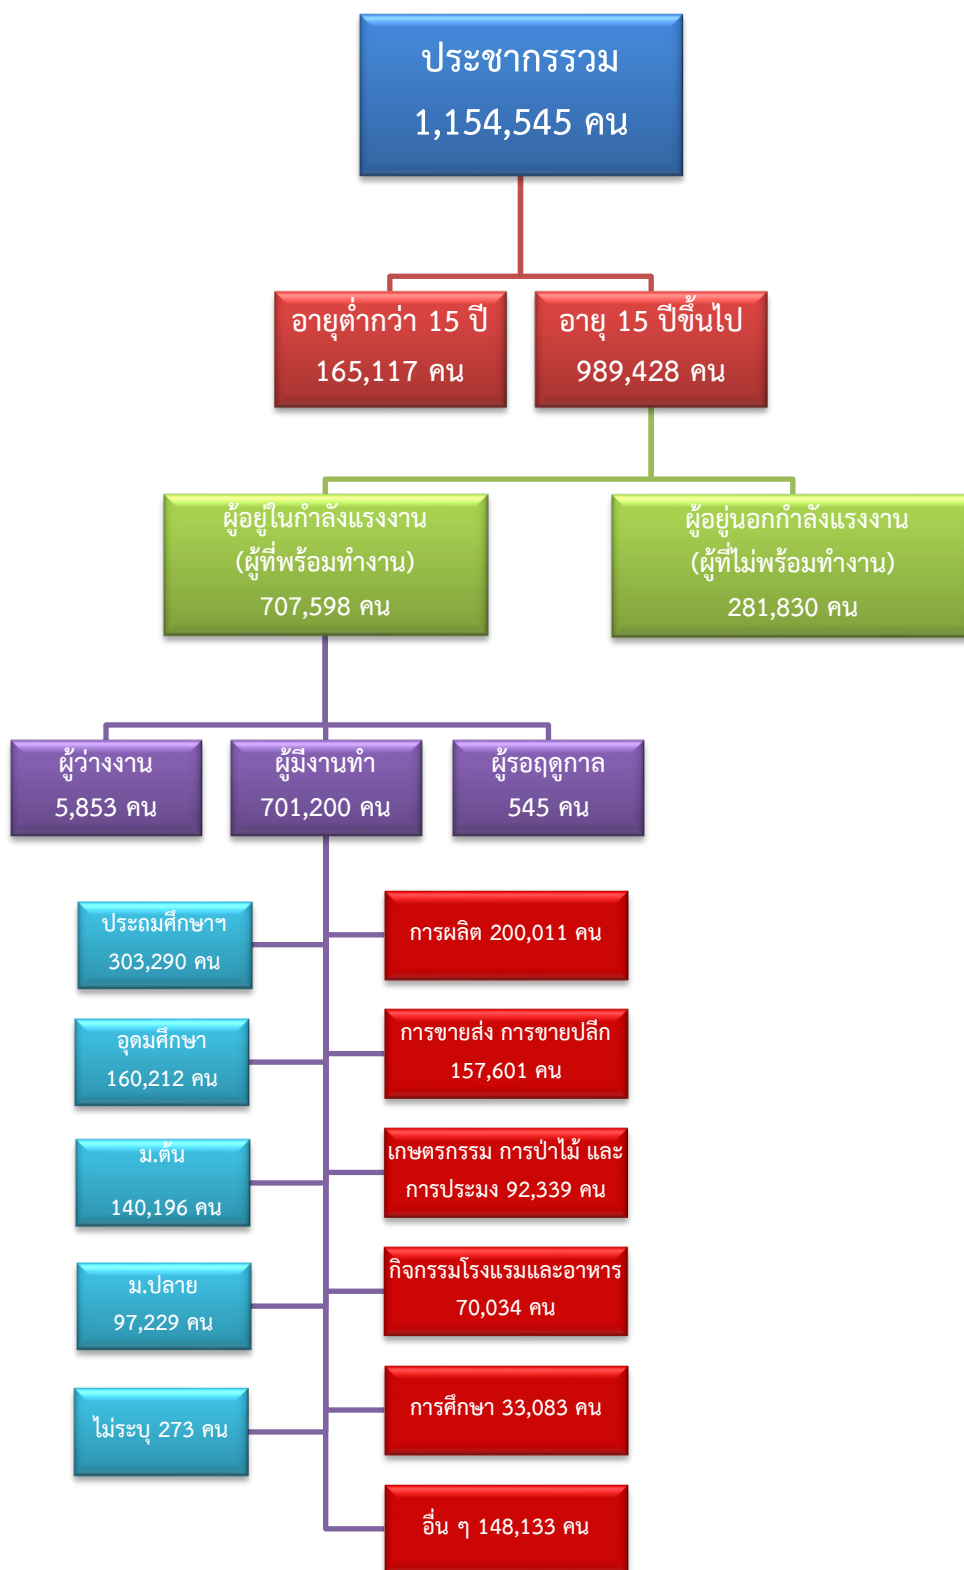 ประชากรรวม
1,154,545 คน
อายุต่ำกว่า 15 ปี
165,117 คน
อายุ 15 ปีขึ้นไป
989,428 คน
ผู้อยู่ในกำลังแรงงาน
(ผู้ที่พร้อมทำงาน)
707,598 คน
ผู้อยู่นอกกำลังแรงงาน
(ผู้ที่ไม่พร้อมทำงาน)
281,830 คน
ผู้ว่างงาน
5,853 คน
ผู้มีงานทำ
701,200 คน
ผู้รอฤดูกาล
545 คน
ประถมศึกษาฯ
303,290 คน
อุดมศึกษา
160,212 คน
ม.ต้น
140,196 คน
ม.ปลาย
97,229 คน
ไม่ระบุ 273 คน
การผลิต 200,011 คน
การขายส่ง การขายปลีก
157,601 คน
เกษตรกรรม การป่าไม้ และ
การประมง 92,339 คน
กิจกรรมโรงแรมและอาหาร
70,034 คน
การศึกษา 33,083 คน
อื่น ๆ 148,133 คน